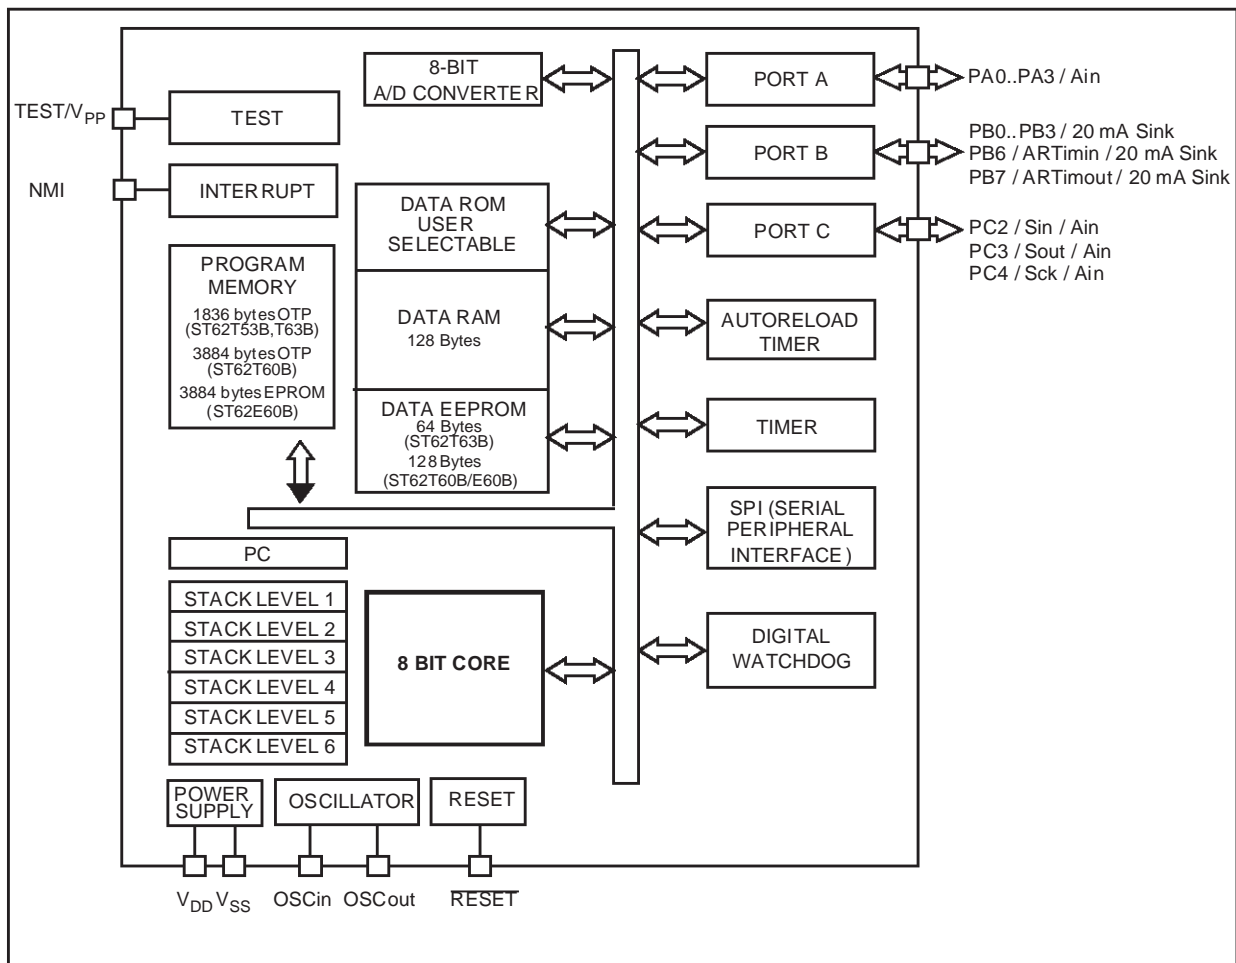 8-BIT
A/D CONVERTER
PORT A
PA0..PA3 / Ain
TEST/VPP
TEST
PORT B
PB0..PB3 / 20 mA Sink
PB6 / ARTimin / 20 mA Sink
PB7 / ARTimout / 20 mA Sink
NMI
INTERRUPT
DATA ROM
USER
SELECTABLE
PORT C
PC2 / Sin / Ain
PC3 / Sout / Ain
PC4 / Sck / Ain
PROGRAM
MEMORY
1836 bytes OTP
(ST62T53B,T63B)
3884 bytes OTP
(ST62T60B)
3884 bytes EPROM
(ST62E60B)
DATA RAM
128 Bytes
AUTORELOAD
TIMER
DATA EEPROM
64 Bytes
(ST62T63B)
128 Bytes
(ST62T60B/E60B)
TIMER
SPI (SERIAL
PERIPHERAL
INTERFACE)
PC
STACK LEVEL 1
STACK LEVEL 2
STACK LEVEL 3
STACK LEVEL 4
STACK LEVEL 5
STACK LEVEL 6
8 BIT CORE
DIGITAL
WATCHDOG
POWER
SUPPLY
OSCILLATOR
RESET
VDD VSS OSCin OSCout RESET